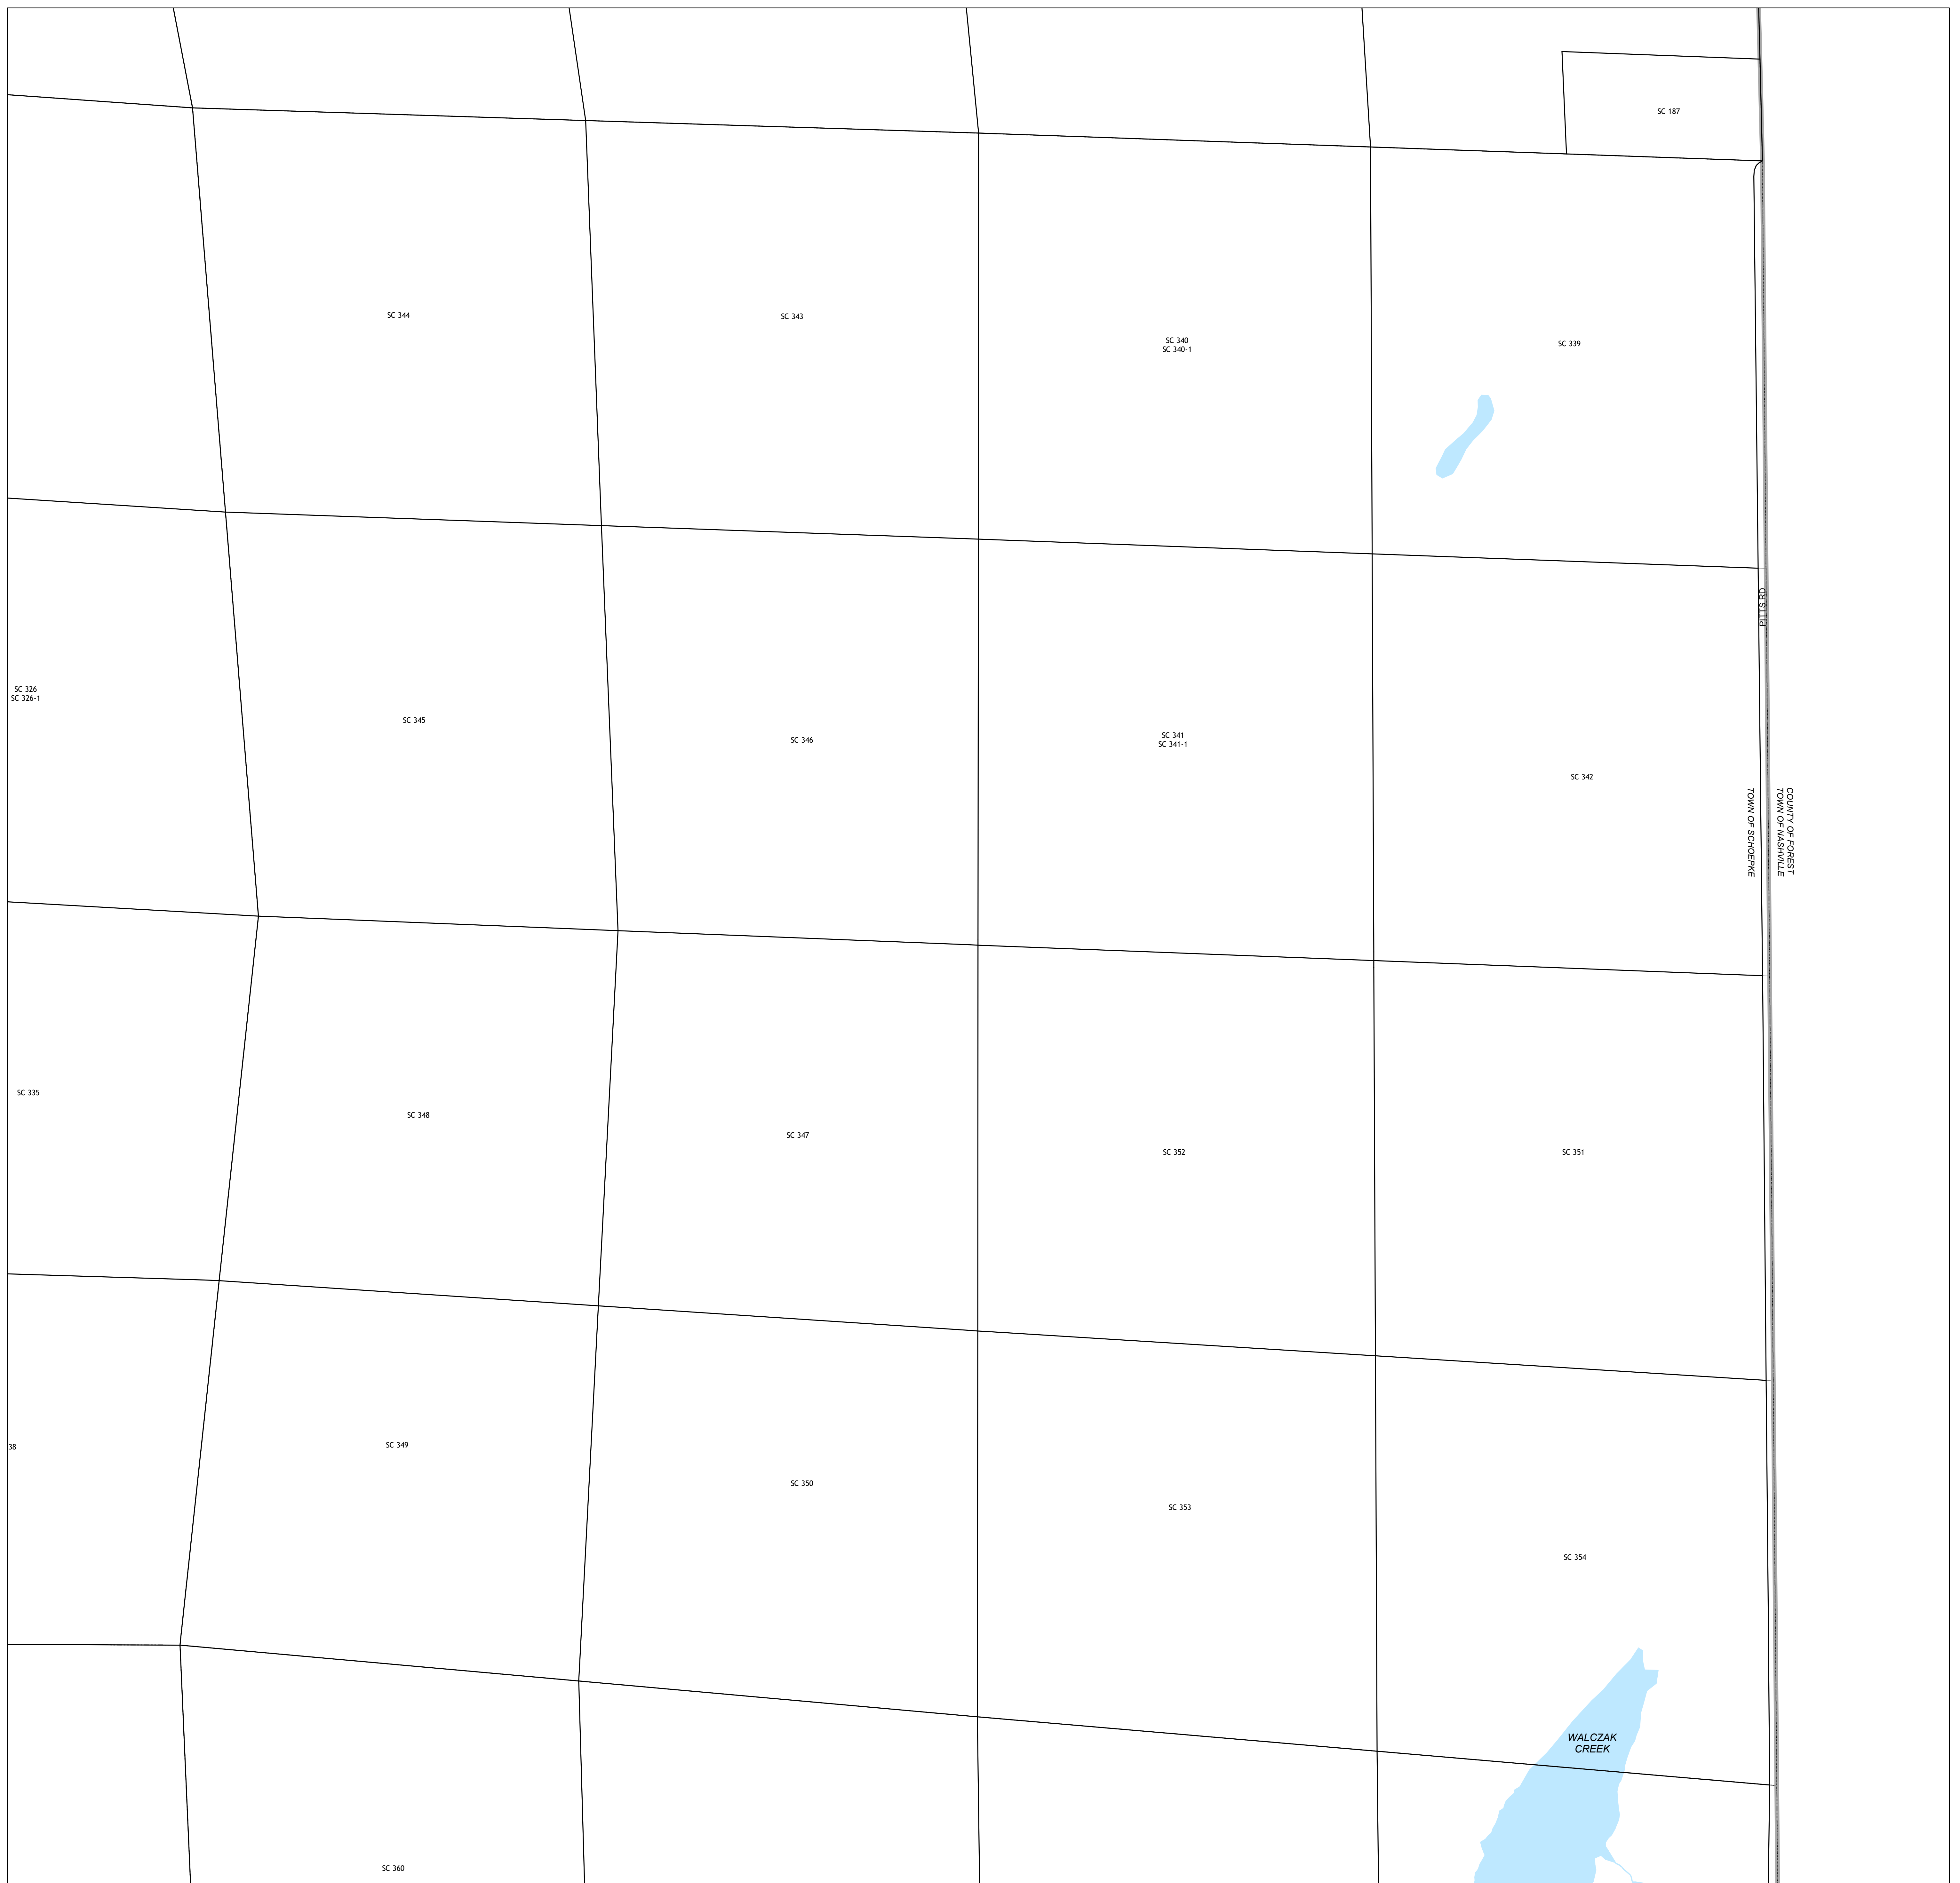 SC 187
SC 344
SC 343
SC 340
SC 340-1
SC 339
PITTS RD
SC 326
SC 326-1
SC 345
SC 346
SC 341
SC 341-1
SC 342
TOWN OF SCHOEPKE
COUNTY OF FOREST
TOWN OF NASHVILLE
SC 335
SC 348
SC 347
SC 352
SC 351
38
SC 349
SC 350
SC 353
SC 354
WALCZAK
CREEK
SC 360